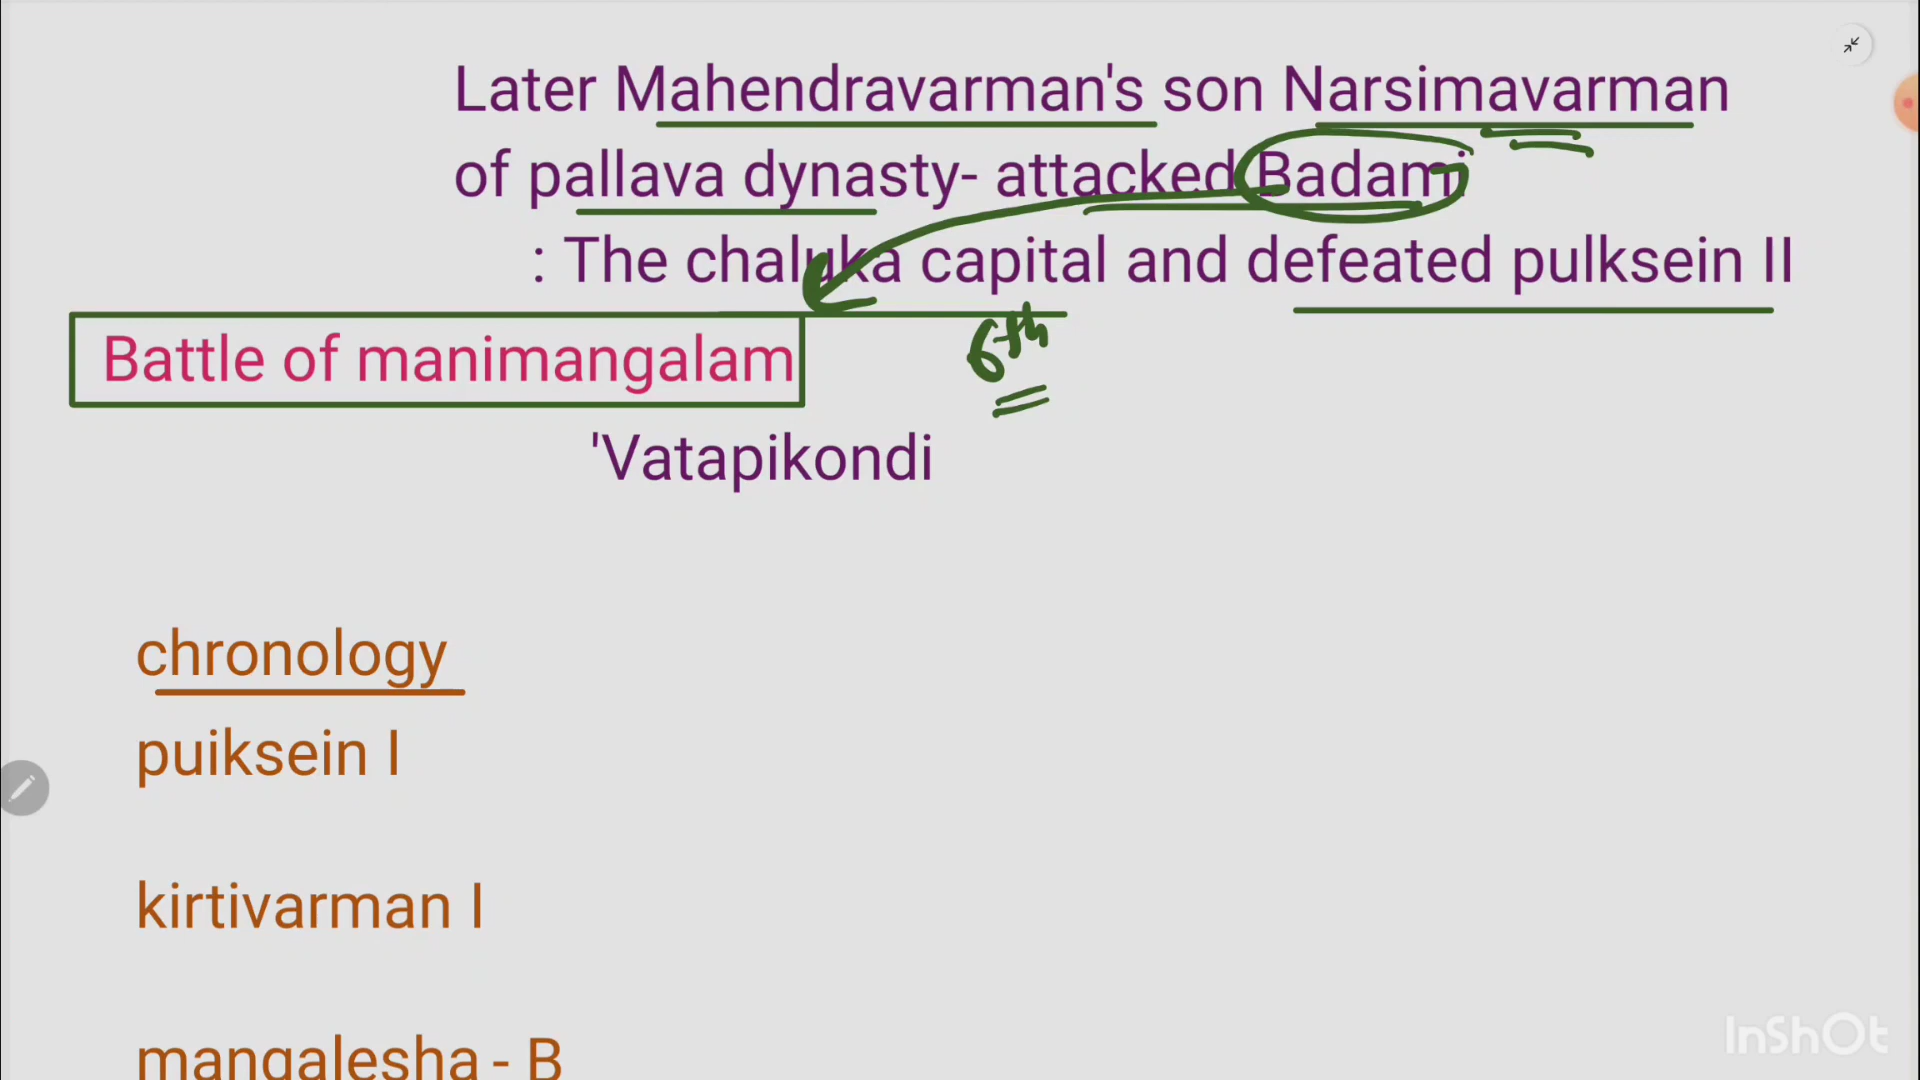 Later Mahendravarman's son Narsimavarman
of pallava dynasty- attacked Badami
: The chaluka capital and defeated pulksein II
Battle of manimangalam
6th
'Vatapikondi
chronology
puiksein I
kirtivarman I
mangalesha - B
InShOt